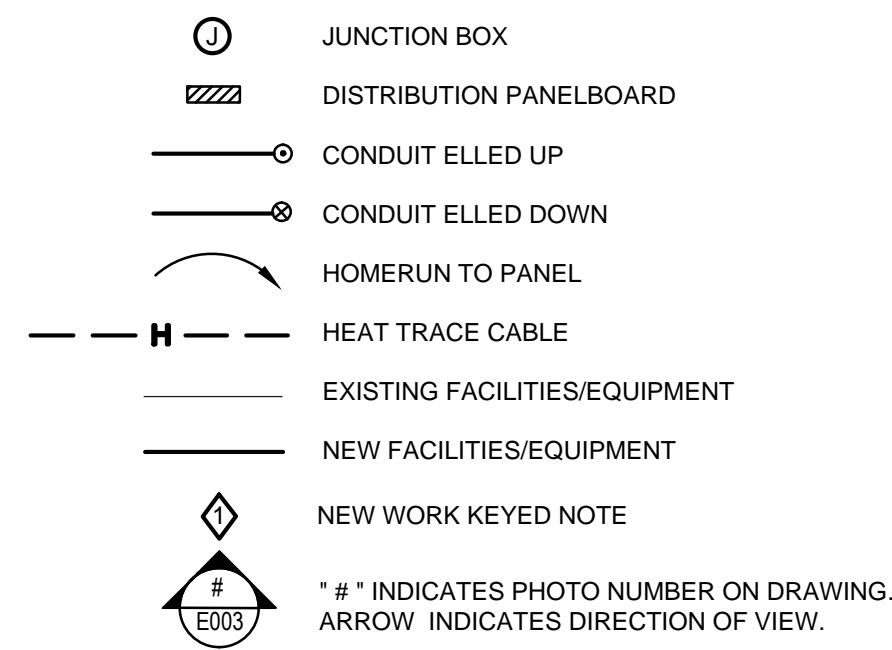 J JUNCTION BOX
DISTRIBUTION PANELBOARD
CONDUIT ELLED UP
CONDUIT ELLED DOWN
HOMERUN TO PANEL
H HEAT TRACE CABLE
EXISTING FACILITIES/EQUIPMENT
NEW FACILITIES/EQUIPMENT
1 NEW WORK KEYED NOTE
#
E003
" # " INDICATES PHOTO NUMBER ON DRAWING.
ARROW INDICATES DIRECTION OF VIEW.